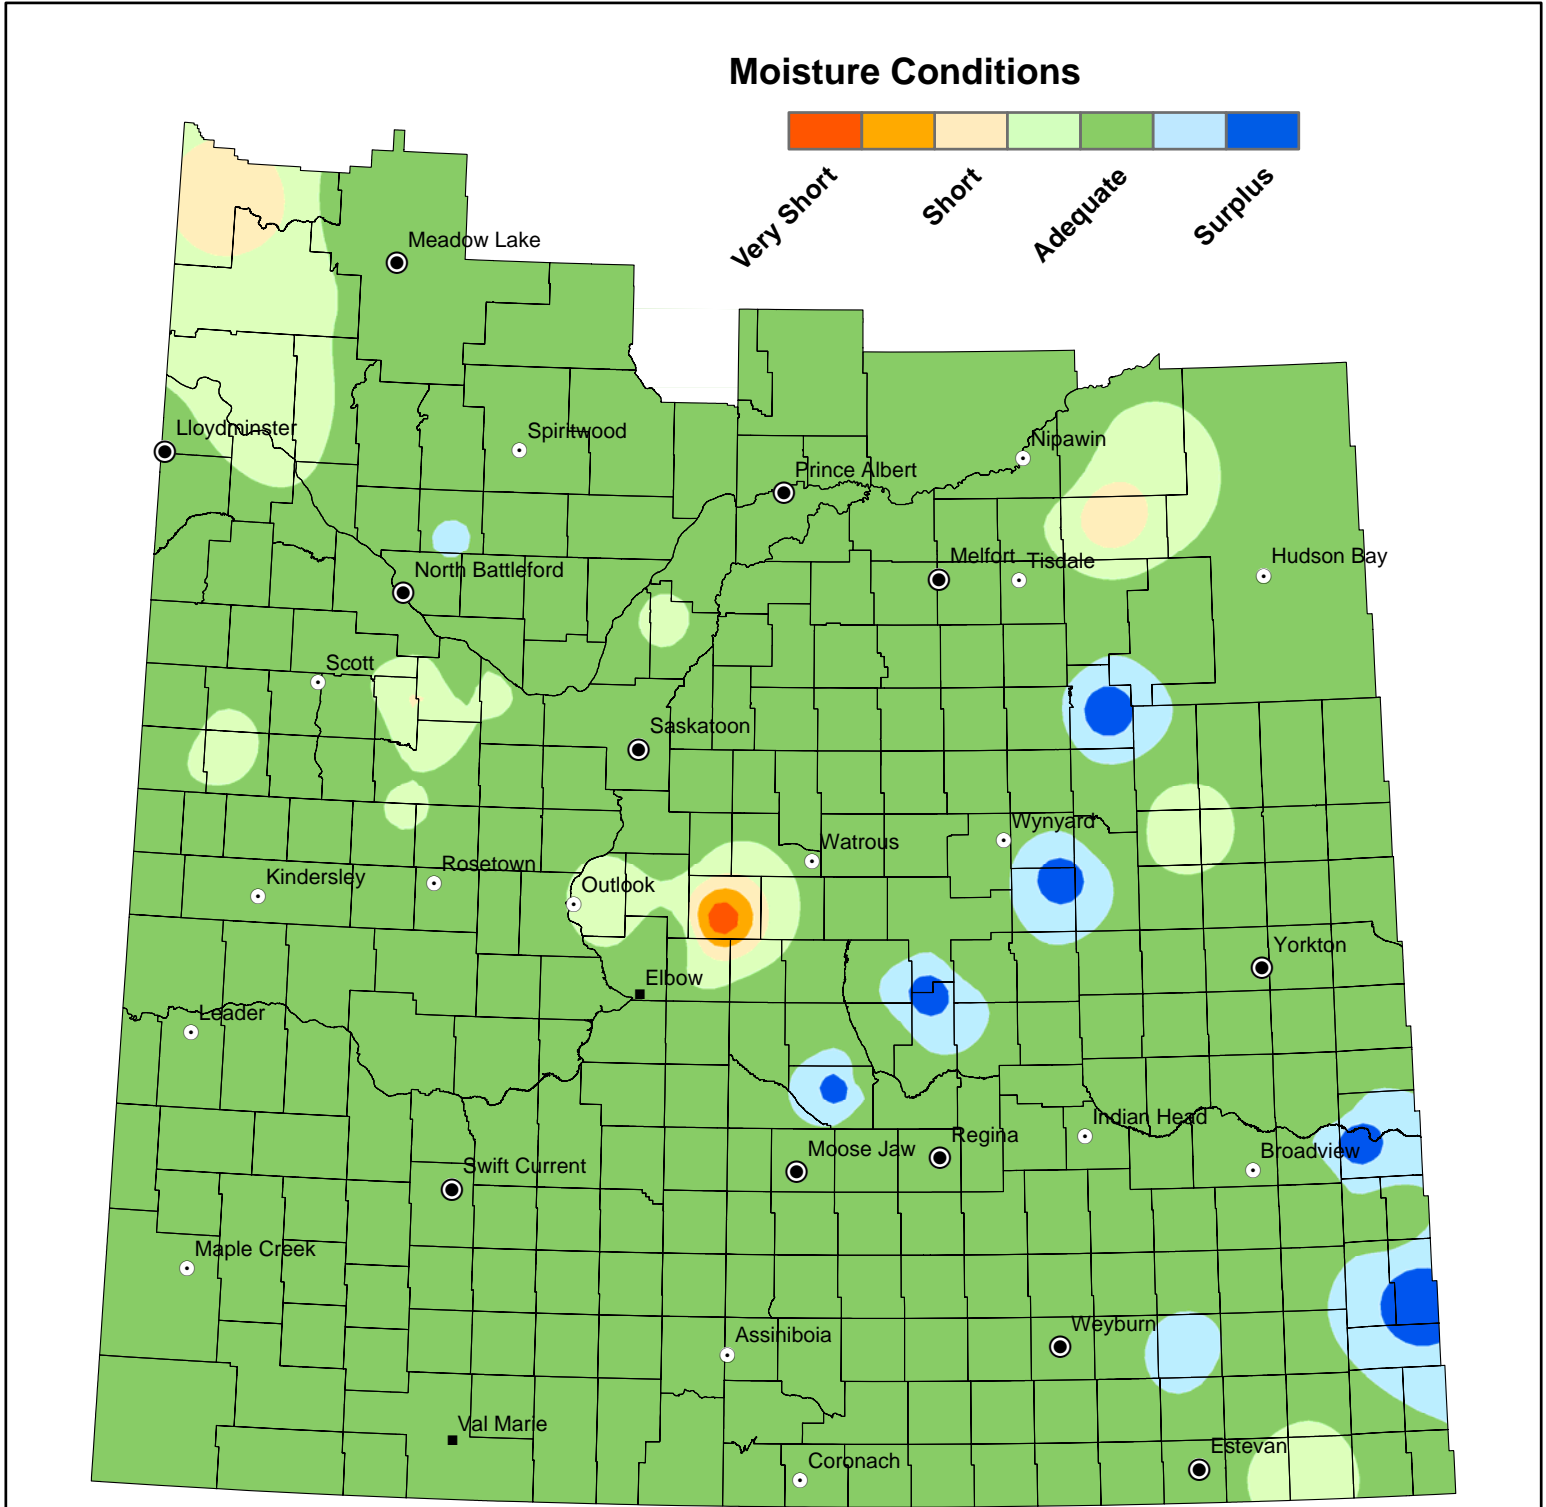 Moisture Conditions
Very Short
Short
Adequate
Surplus
Meadow Lake
Lloydminster
Spiritwood
Nipawin
Prince Albert
Melfort
Tisdale
Hudson Bay
North Battleford
Scott
Saskatoon
Wynyard
Watrous
Rosetown
Kindersley
Outlook
Yorkton
Elbow
Leader
Indian Head
Regina
Moose Jaw
Broadview
Swift Current
Maple Creek
Weyburn
Assiniboia
Val Marie
Estevan
Coronach